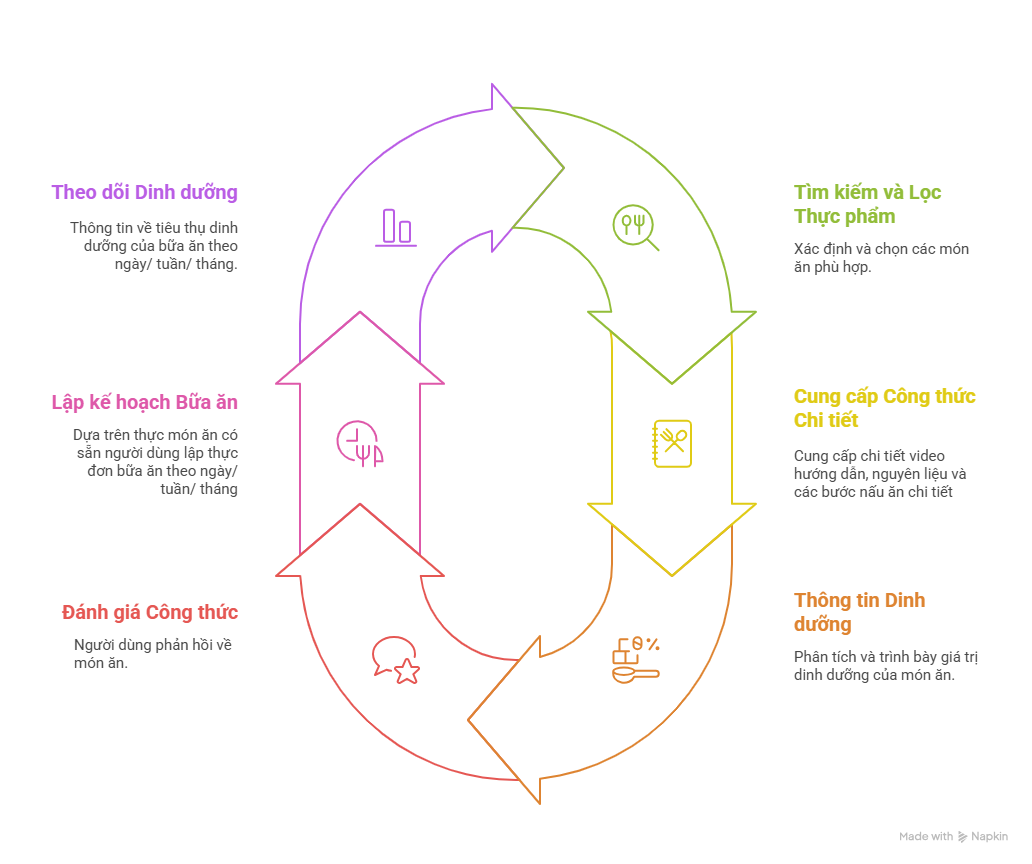 Theo dõi Dinh dưỡng
Thông tin về tiêu thụ dinh
dưỡng của bữa ăn theo
ngày/ tuần/ tháng.
Tìm kiếm và Lọc
Thực phẩm
Xác định và chọn các món
ăn phù hợp.
Lập kế hoạch Bữa ăn
Dựa trên thực món ăn có
sẵn người dùng lập thực
đơn bữa ăn theo ngày/
tuần/ tháng
Cung cấp Công thức
Chi tiết
Cung cấp chi tiết video
hướng dẫn, nguyên liệu và
các bước nấu ăn chi tiết
Đánh giá Công thức
Người dùng phản hồi về
món ăn.
Thông tin Dinh
dưỡng
Phân tích và trình bày giá trị
dinh dưỡng của món ăn.
Made with Napkin